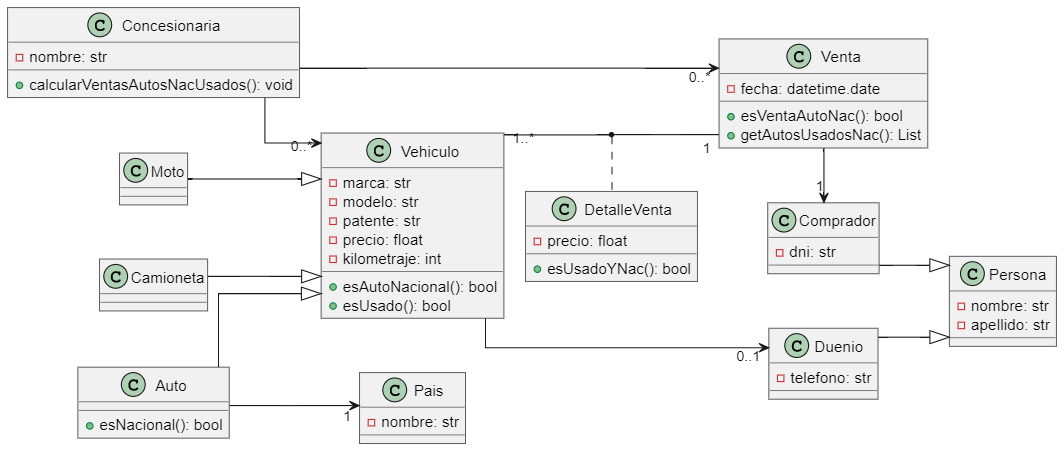 C Concesionaria
nombre: str
calcularVentasAutosNacUsados(): void
0..*
0..*
C Venta
fecha: datetime.date
esVentaAutoNac(): bool
getAutosUsadosNac(): List
1..*
1
1
C Vehiculo
marca: str
modelo: str
patente: str
precio: float
kilometraje: int
esAutoNacional(): bool
esUsado(): bool
C Moto
C DetalleVenta
precio: float
esUsadoYNac(): bool
C Comprador
dni: str
C Camioneta
C Persona
nombre: str
apellido: str
0..1
C Duenio
telefono: str
C Auto
esNacional(): bool
1
C Pais
nombre: str